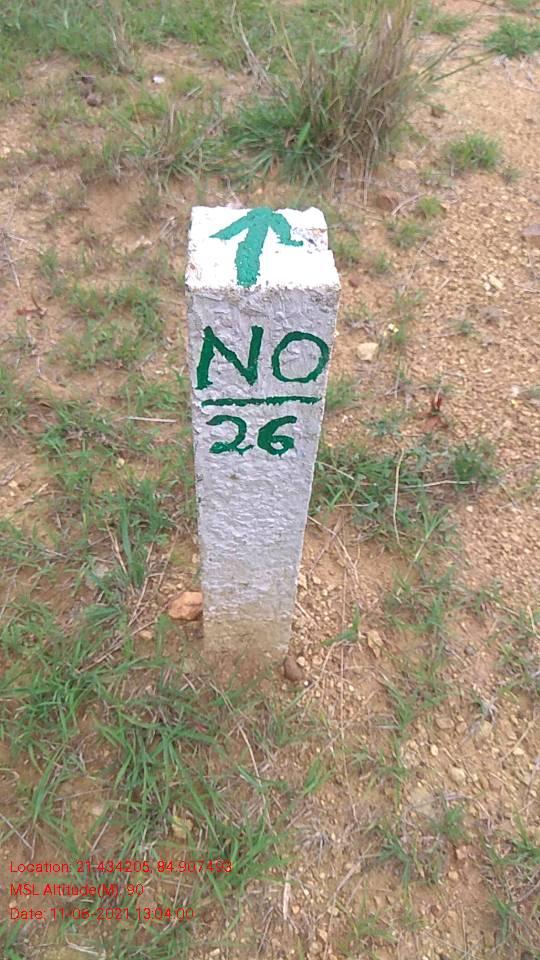 NO
26
Location: 21.434205, 84.907493
MSL Altitude(M): 90
Date: 11-06-2021 13:04:00